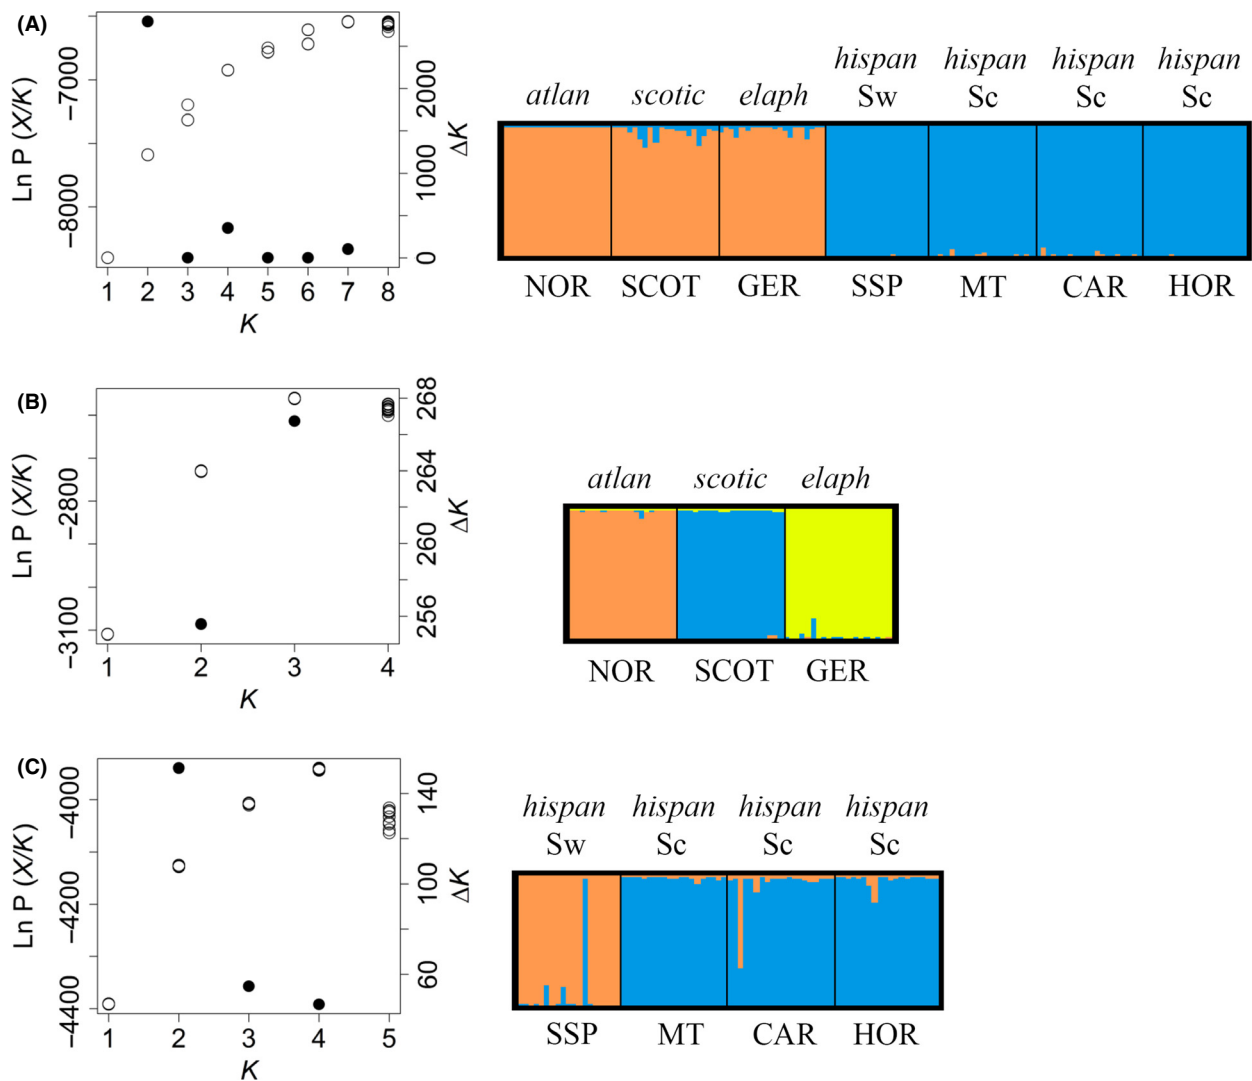 (A)
Ln P (X/K)
−7000
−8000
2000
1000
0
ΔK
1 2 3 4 5 6 7 8
K
hispan hispan hispan hispan
atlan scotic elaph Sw Sc Sc Sc
NOR SCOT GER SSP MT CAR HOR
(B)
Ln P (X/K)
−2800
−3100
268
264
260
256
ΔK
1 2 3 4
K
atlan scotic elaph
NOR SCOT GER
(C)
Ln P (X/K)
−4000
−4200
−4400
140
100
60
ΔK
1 2 3 4 5
K
hispan hispan hispan hispan
Sw Sc Sc Sc
SSP MT CAR HOR